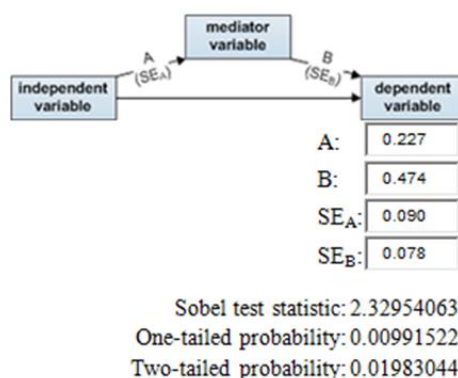 mediator
variable
A
(SEA)
B
(SEB)
independent
variable
dependent
variable
A: 0.227
B: 0.474
SEA: 0.090
SEB: 0.078
Sobel test statistic: 2.32954063
One-tailed probability: 0.00991522
Two-tailed probability: 0.01983044